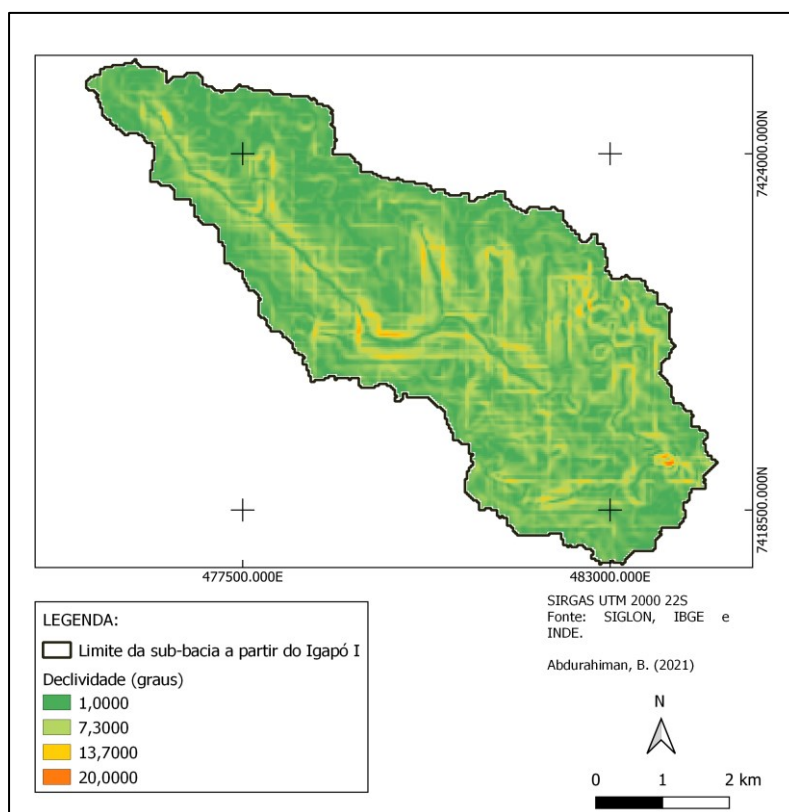 7424000.000N
7418500.000N
477500.000E
483000.000E
LEGENDA:
Limite da sub-bacia a partir do Igapó I
Declividade (graus)
1,0000
7,3000
13,7000
20,0000
SIRGAS UTM 2000 22S
Fonte: SIGLON, IBGE e
INDE.
Abdurahiman, B. (2021)
N
0 1 2 km